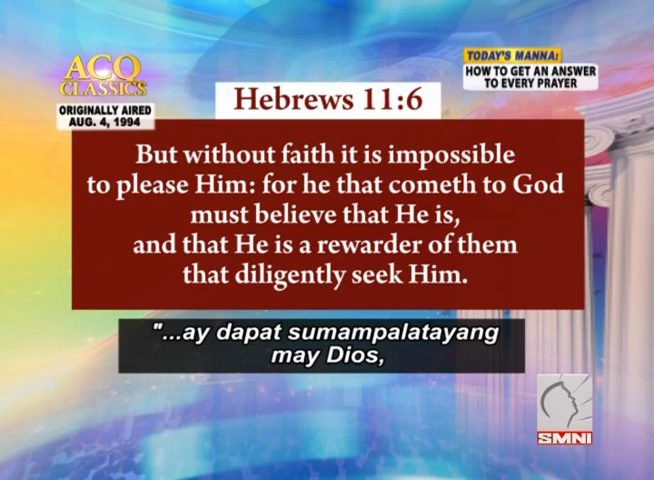 ACQ
CLASSICS
ORIGINALLY AIRED
AUG. 4, 1994
TODAY'S MANNA:
HOW TO GET AN ANSWER
TO EVERY PRAYER
Hebrews 11:6
But without faith it is impossible
to please Him: for he that cometh to God
must believe that He is,
and that He is a rewarder of them
that diligently seek Him.
"...ay dapat sumampalatayang
may Dios,
SMNI